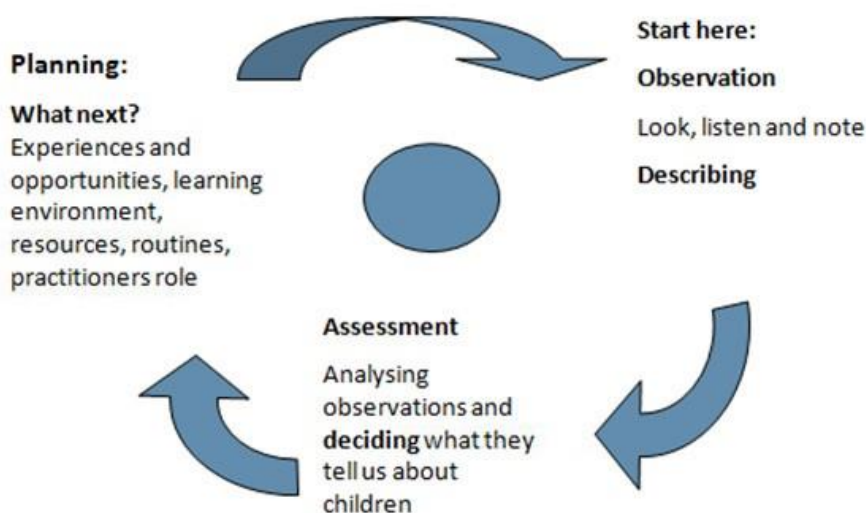 Start here:
Observation
Look, listen and note
Describing
Assessment
Analysing
observations and
deciding what they
tell us about
children
Planning:
What next?
Experiences and
opportunities, learning
environment,
resources, routines,
practitioners role